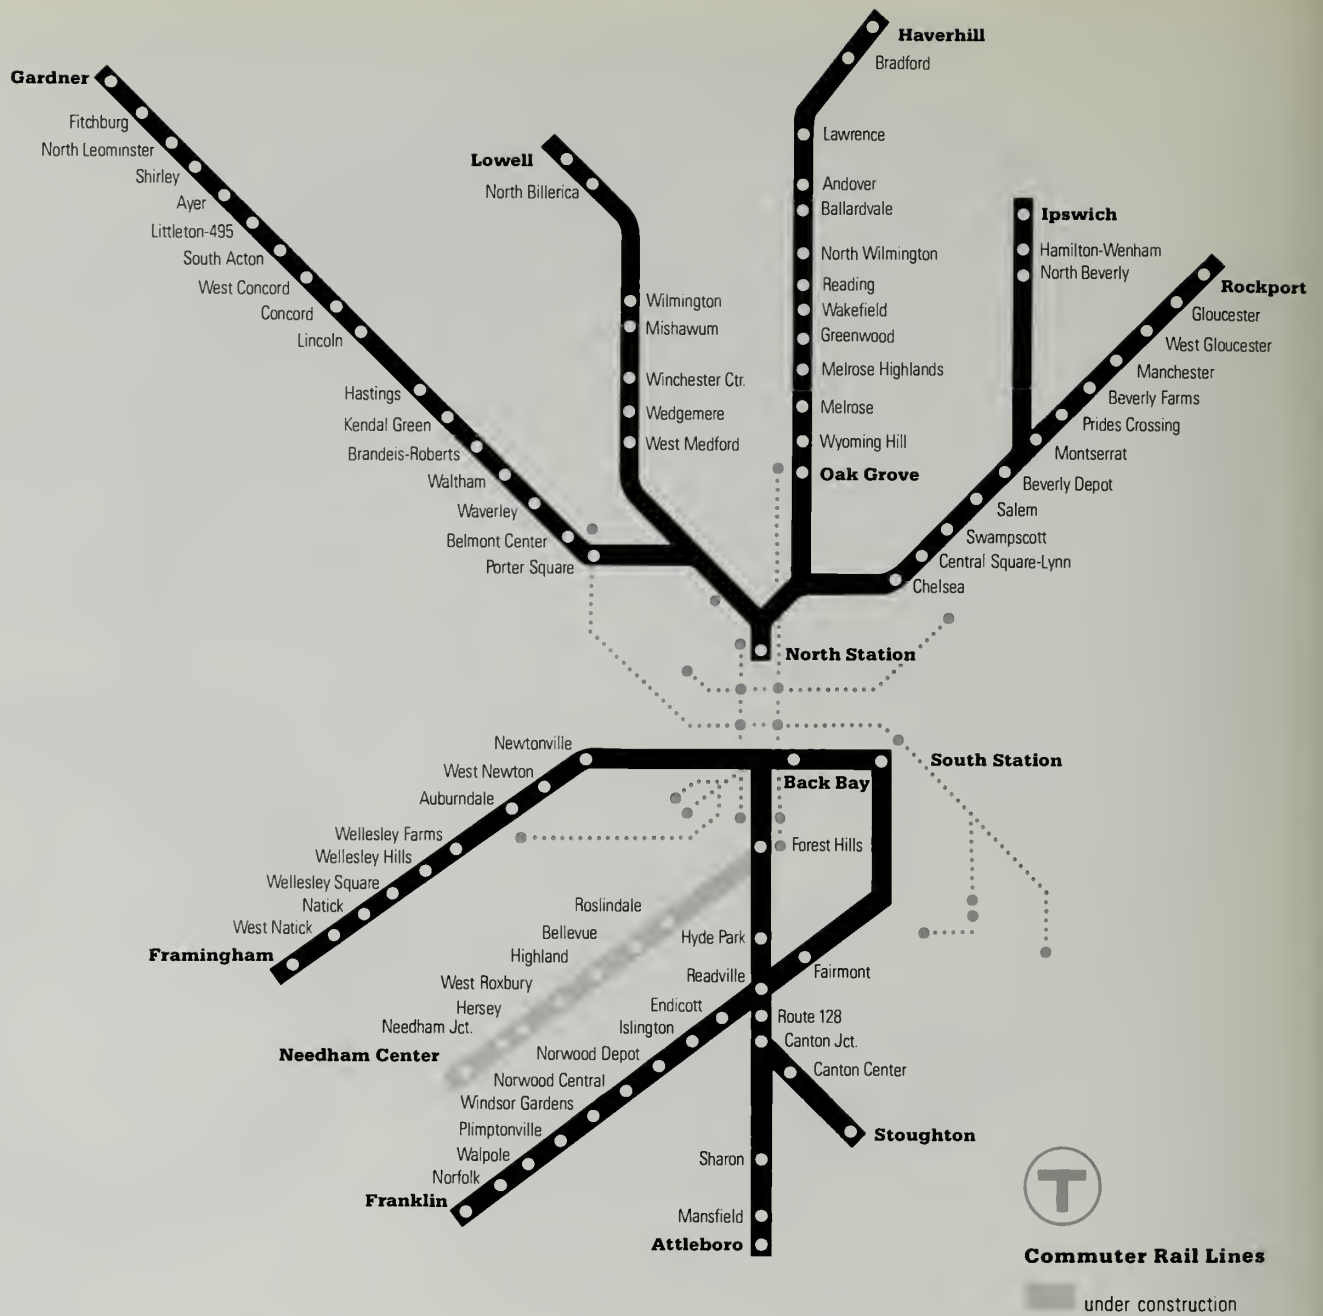 Haverhill
Bradford
Lawrence
Andover
Ballardvale
North Wilmington
Reading
Wakefield
Greenwood
Melrose Highlands
Melrose
Wyoming Hill
Oak Grove
Gardner
Fitchburg
North Leominster
Shirley
Ayer
Littleton-495
South Acton
West Concord
Concord
Lincoln
Hastings
Kendal Green
Brandeis-Roberts
Waltham
Waverley
Belmont Center
Porter Square
Lowell
North Billerica
Wilmington
Mishawum
Winchester Ctr.
Wedgemere
West Medford
Ipswich
Hamilton-Wenham
North Beverly
Rockport
Gloucester
West Gloucester
Manchester
Beverly Farms
Prides Crossing
Montserrat
Beverly Depot
Salem
Swampscott
Central Square-Lynn
Chelsea
North Station
Newtonville
West Newton
Auburndale
Wellesley Farms
Wellesley Hills
Wellesley Square
Natick
West Natick
Framingham
South Station
Back Bay
Forest Hills
Roslindale
Bellevue
Highland
West Roxbury
Hersey
Needham Jct.
Needham Center
Hyde Park
Readville
Fairmont
Endicott
Islington
Norwood Depot
Norwood Central
Windsor Gardens
Plimptonville
Walpole
Norfolk
Franklin
Route 128
Canton Jct.
Canton Center
Stoughton
Sharon
Mansfield
Attleboro
T
Commuter Rail Lines
under construction